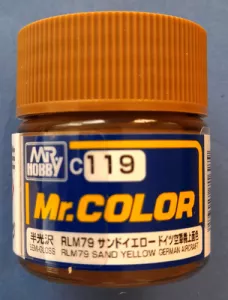 MR
HOBBY
C119
Mr.COLOR
半光沢 RLM79 サンドイエロー ドイツ空軍機上面色
SEMI-GLOSS RLM79 SAND YELLOW GERMAN AIRCRAFT